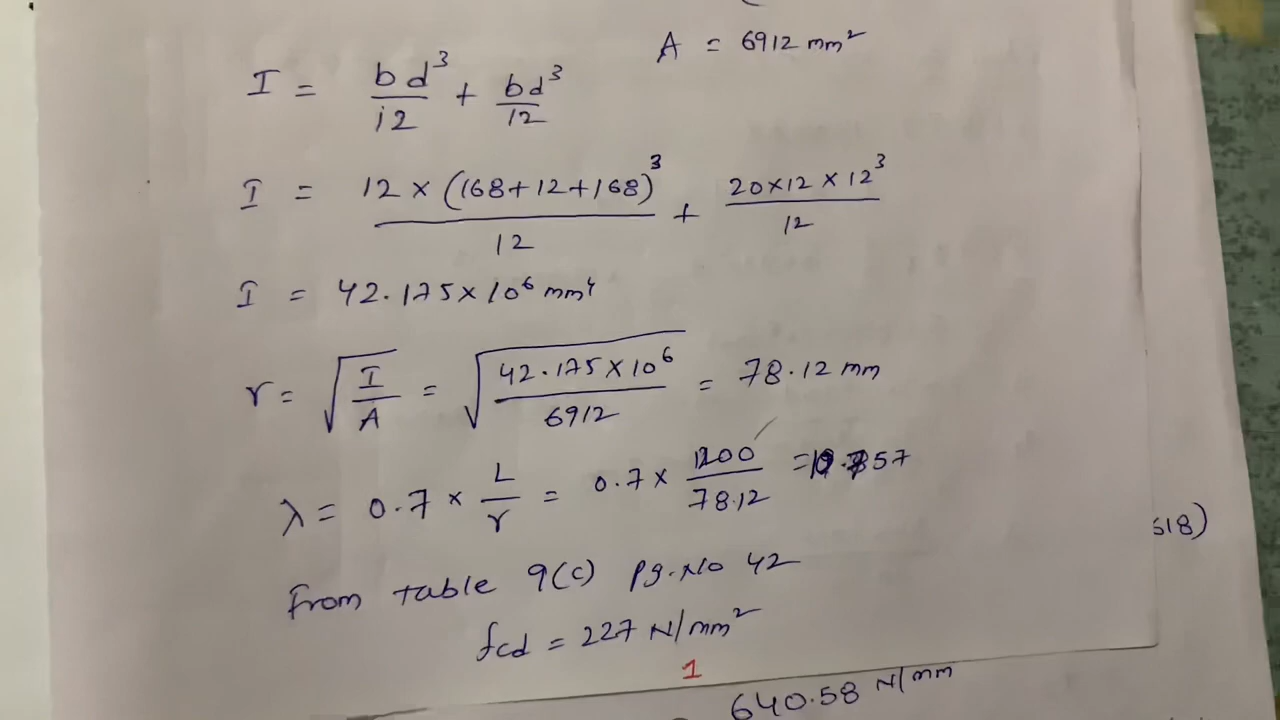 A = 6912 mm²
I = bd³/12 + bd³/12
I = 12 × (168+12+168)³/12 + 20×12×12³/12
I = 42.175×10⁶ mm⁴
r = √(I/A) = √(42.175×10⁶/6912) = 78.12 mm
λ = 0.7 × L/r = 0.7 × 1200/78.12 =
From table 9(c) Pg.No 42
fcd = 227 N/mm²
518)
1
640.58 N/mm